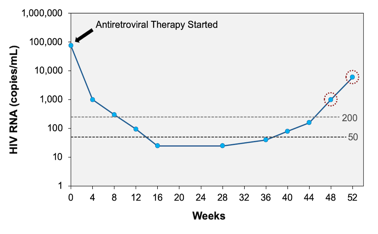 1,000,000
Antiretroviral Therapy Started
100,000
10,000
1,000
200
100
50
10
1
HIV RNA (copies/mL)
0 4 8 12 16 20 24 28 32 36 40 44 48 52
Weeks